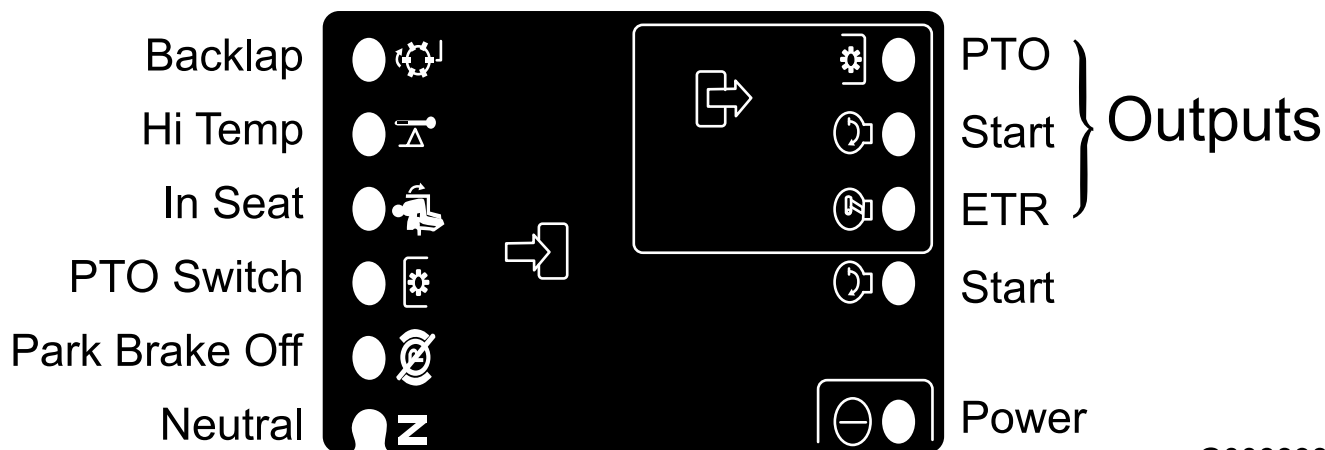 Backlap
Hi Temp
In Seat
PTO Switch
Park Brake Off
Neutral
N
PTO
Start
ETR
Outputs
Start
Power